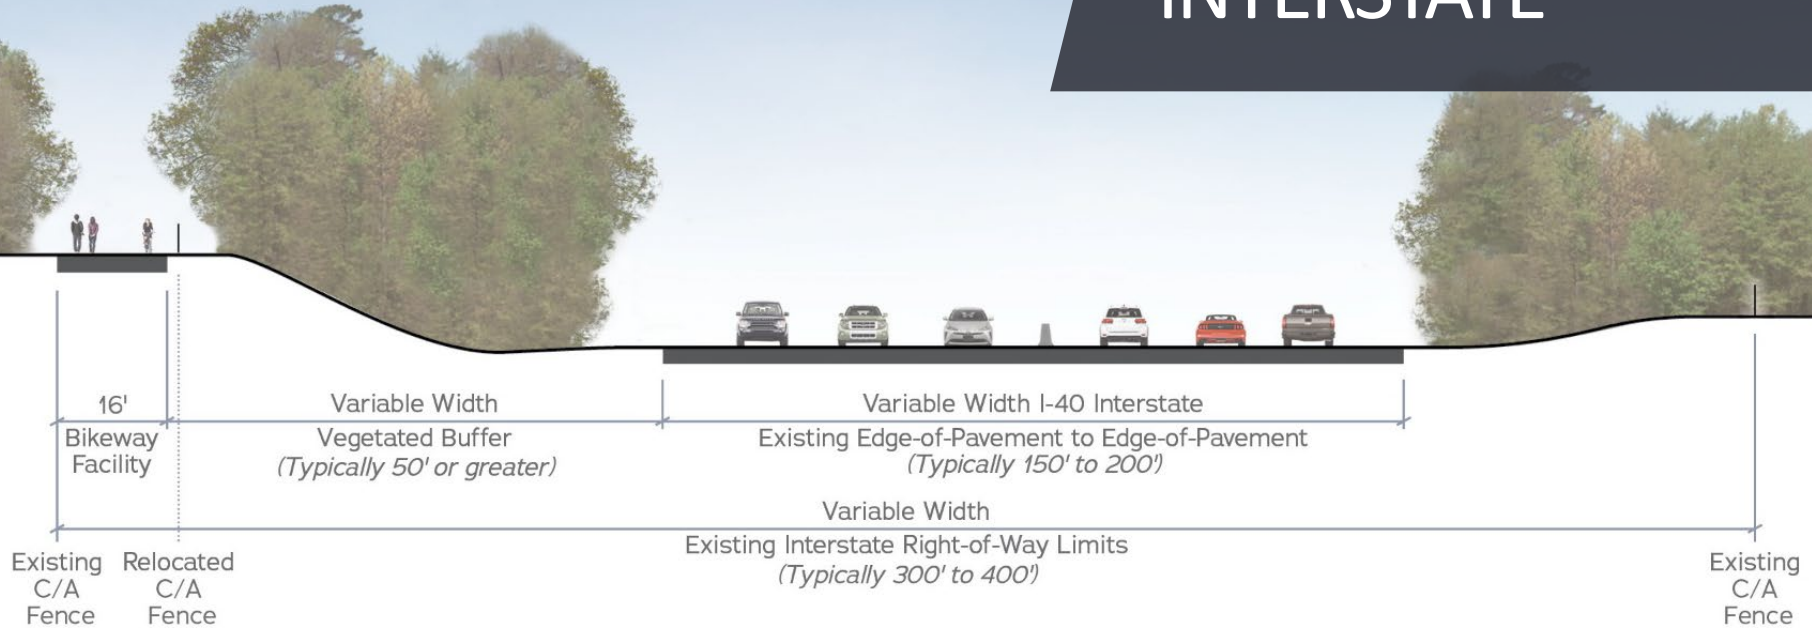 INTERSTATE
16'
Bikeway
Facility
Variable Width
Vegetated Buffer
(Typically 50' or greater)
Variable Width I-40 Interstate
Existing Edge-of-Pavement to Edge-of-Pavement
(Typically 150' to 200')
Variable Width
Existing Interstate Right-of-Way Limits
(Typically 300' to 400')
Existing
C/A
Fence
Relocated
C/A
Fence
Existing
C/A
Fence